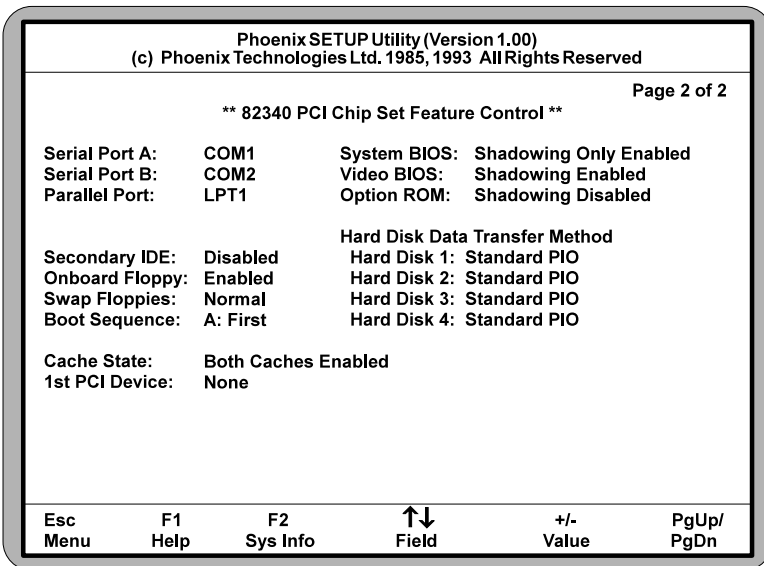 Phoenix SETUP Utility (Version 1.00)
(c) Phoenix Technologies Ltd. 1985, 1993 All Rights Reserved
Page 2 of 2
** 82340 PCI Chip Set Feature Control **
Serial Port A: COM1 System BIOS: Shadowing Only Enabled
Serial Port B: COM2 Video BIOS: Shadowing Enabled
Parallel Port: LPT1 Option ROM: Shadowing Disabled
Hard Disk Data Transfer Method
Secondary IDE: Disabled Hard Disk 1: Standard PIO
Onboard Floppy: Enabled Hard Disk 2: Standard PIO
Swap Floppies: Normal Hard Disk 3: Standard PIO
Boot Sequence: A: First Hard Disk 4: Standard PIO
Cache State: Both Caches Enabled
1st PCI Device: None
Esc F1 F2 ↑↓ +/- PgUp/
Menu Help Sys Info Field Value PgDn